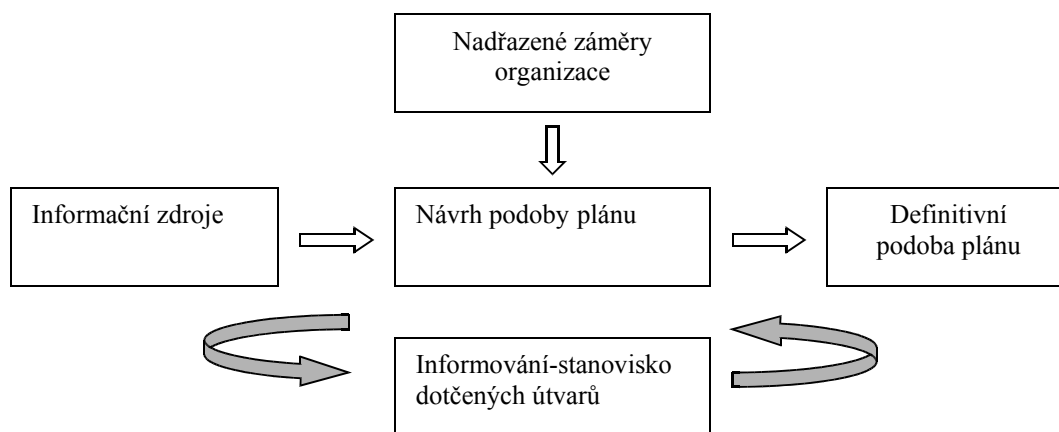 Nadřazené záměry
organizace
Informační zdroje
Návrh podoby plánu
Definitivní
podoba plánu
Informování-stanovisko
dotčených útvarů